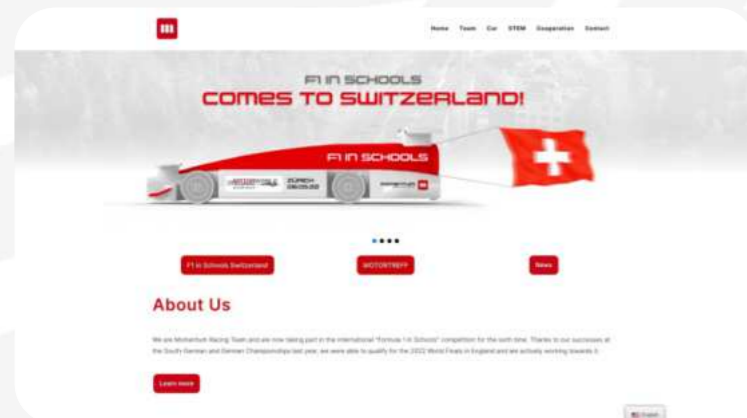 m
Home Team Car STEM Cooperation Contact
F1 IN SCHOOLS
COMES TO SWITZERLAND!
F1 IN SCHOOLS
ZÜRICH
momentum m
F1 in Schools Switzerland
MOTORTREFF
News
About Us
We are Momentum Racing Team and are now taking part in the international "Formula 1 in Schools" competition for the sixth time. Thanks to our successes at
the South German and German Championships last year, we were able to qualify for the 2022 World Finals in England and are actively working towards it.
Learn more
English